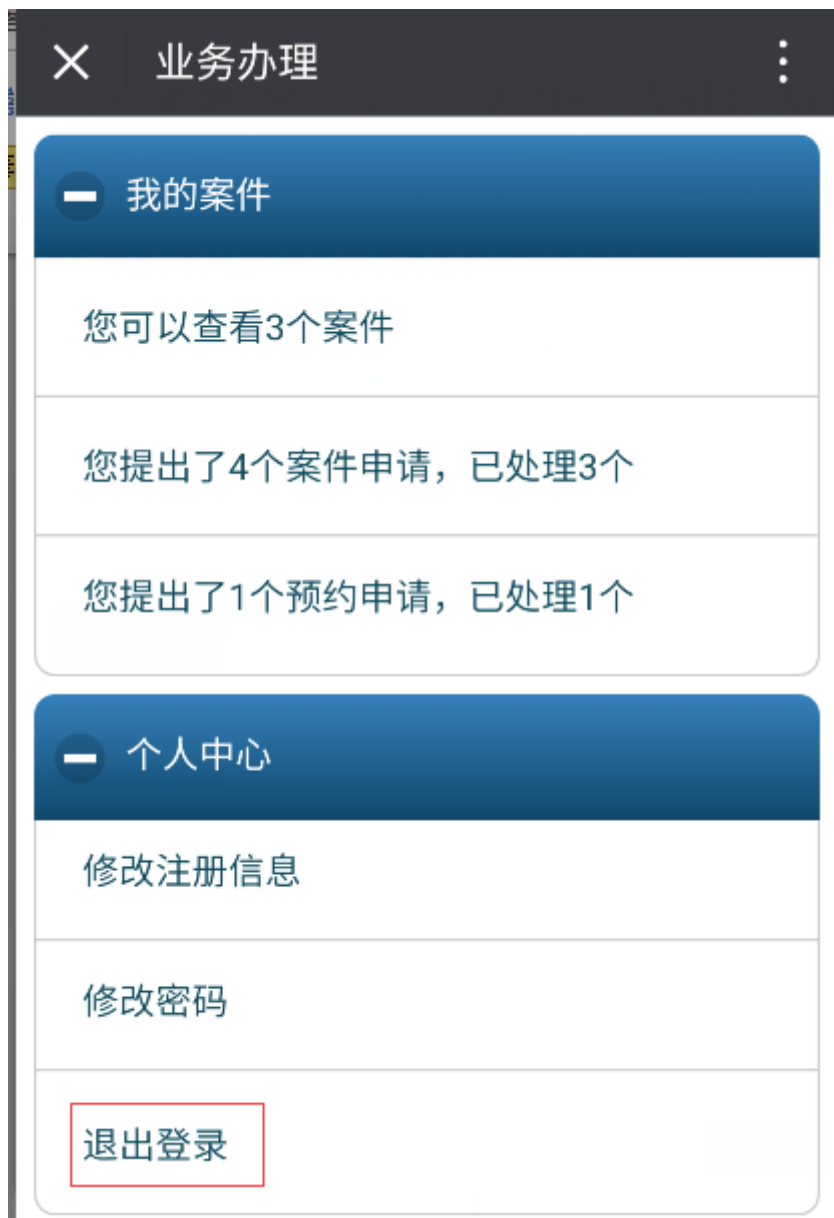 业务办理
我的案件
您可以查看3个案件
您提出了4个案件申请，已处理3个
您提出了1个预约申请，已处理1个
个人中心
修改注册信息
修改密码
退出登录